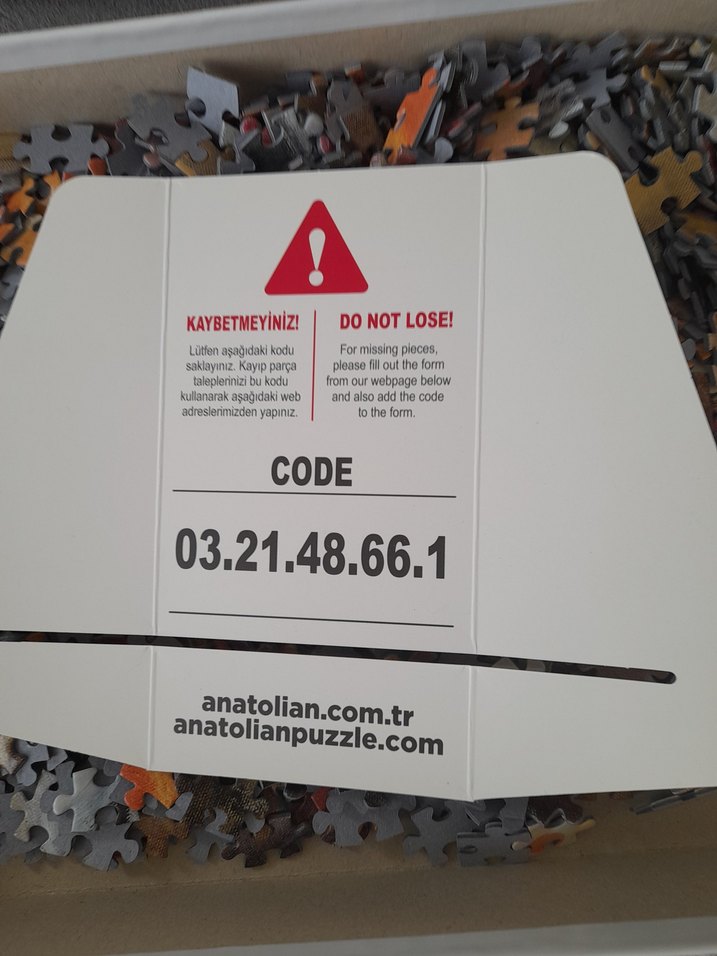 KAYBETMEYİNİZ!
Lütfen aşağıdaki kodu
saklayınız. Kayıp parça
taleplerinizi bu kodu
kullanarak aşağıdaki web
adreslerimizden yapınız.
DO NOT LOSE!
For missing pieces,
please fill out the form
from our webpage below
and also add the code
to the form.
CODE
03.21.48.66.1
anatolian.com.tr
anatolianpuzzle.com